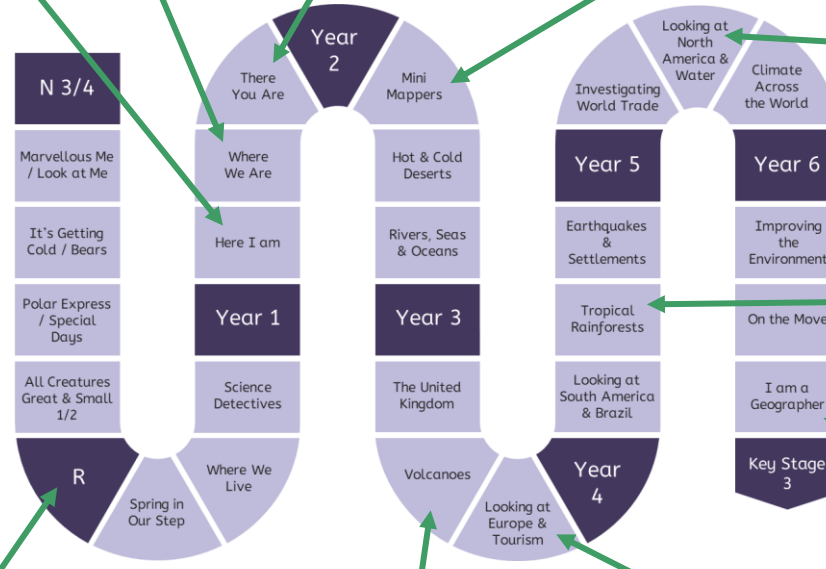 N 3/4
Marvellous Me
/ Look at Me
It's Getting
Cold / Bears
Polar Express
/ Special
Days
All Creatures
Great & Small
1/2
R
Spring in
Our Step
Where We
Live
Science
Detectives
Year 1
Here I am
Where
We Are
There
You Are
Year
2
Mini
Mappers
Hot & Cold
Deserts
Rivers, Seas
& Oceans
Year 3
The United
Kingdom
Volcanoes
Looking at
Europe &
Tourism
Year
4
Looking at
South America
& Brazil
Tropical
Rainforests
Earthquakes
&
Settlements
Year 5
Investigating
World Trade
Looking at
North
America &
Water
Climate
Across
the World
Year 6
Improving
the
Environment
On the Move
I am a
Geographer
Key Stage
3